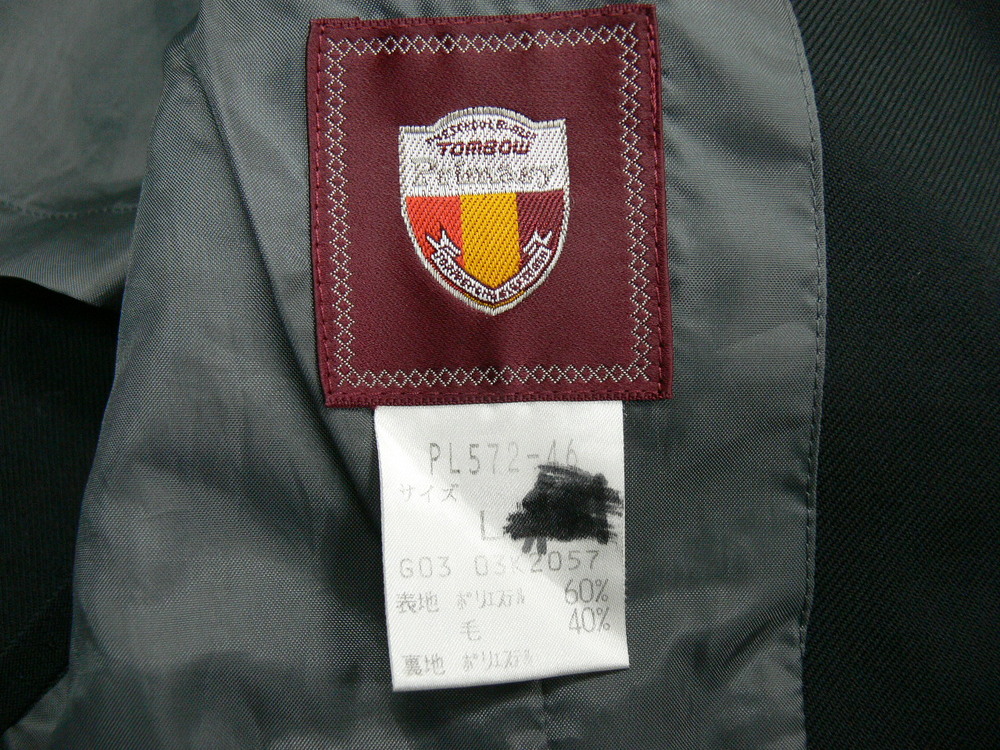 TOMBOW
Primary
PL572-46
サイズ
L
G03 03K2057
表地 ポリエステル 60%
毛 40%
裏地 ポリエステル